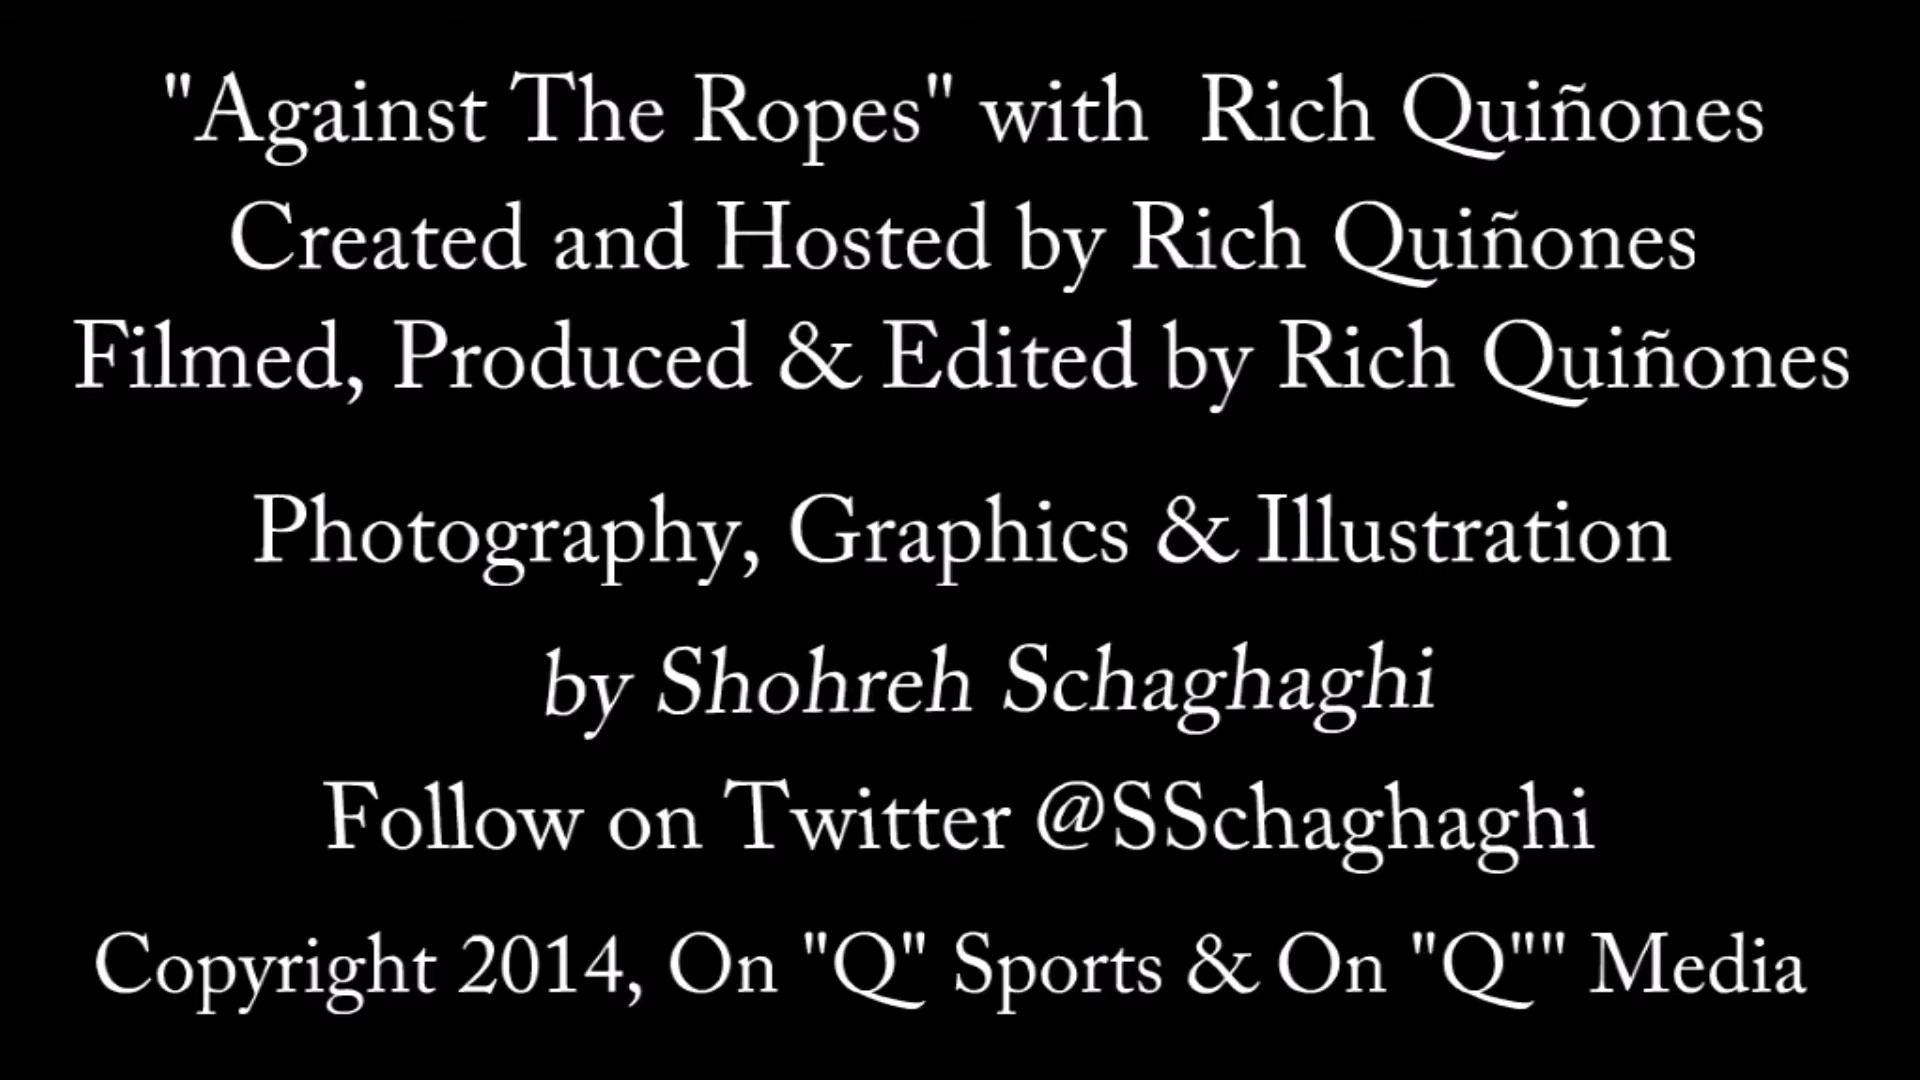 "Against The Ropes" with Rich Quiñones
Created and Hosted by Rich Quiñones
Filmed, Produced & Edited by Rich Quiñones
Photography, Graphics & Illustration
by Shohreh Schaghaghi
Follow on Twitter @SSchaghaghi
Copyright 2014, On "Q" Sports & On "Q"" Media